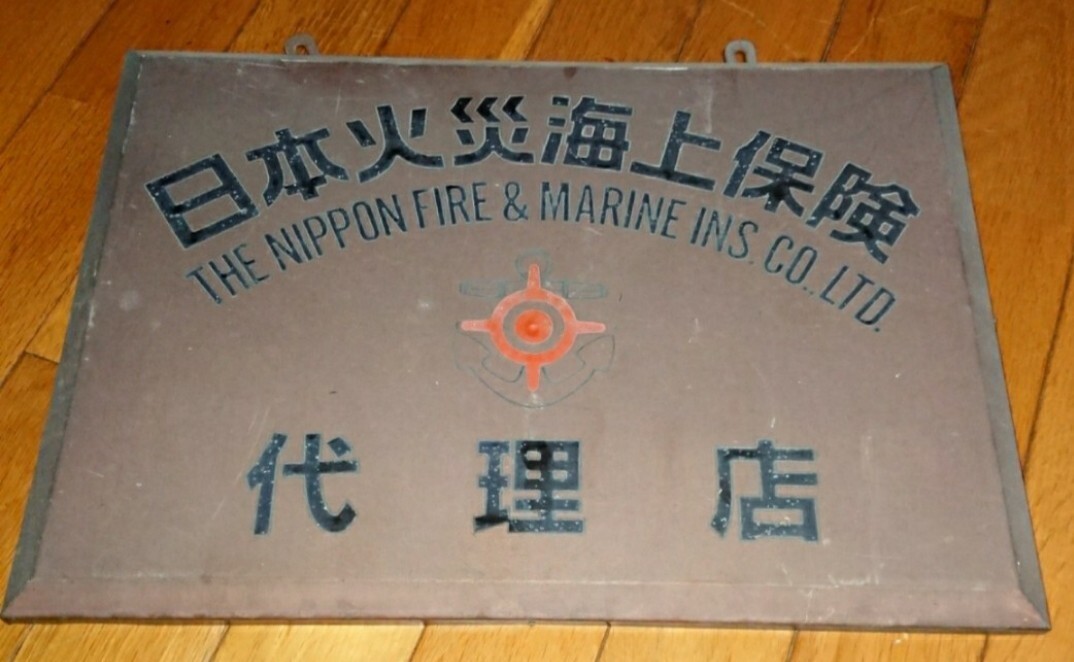 日本火災海上保険
THE NIPPON FIRE & MARINE INS. CO., LTD.
代理店